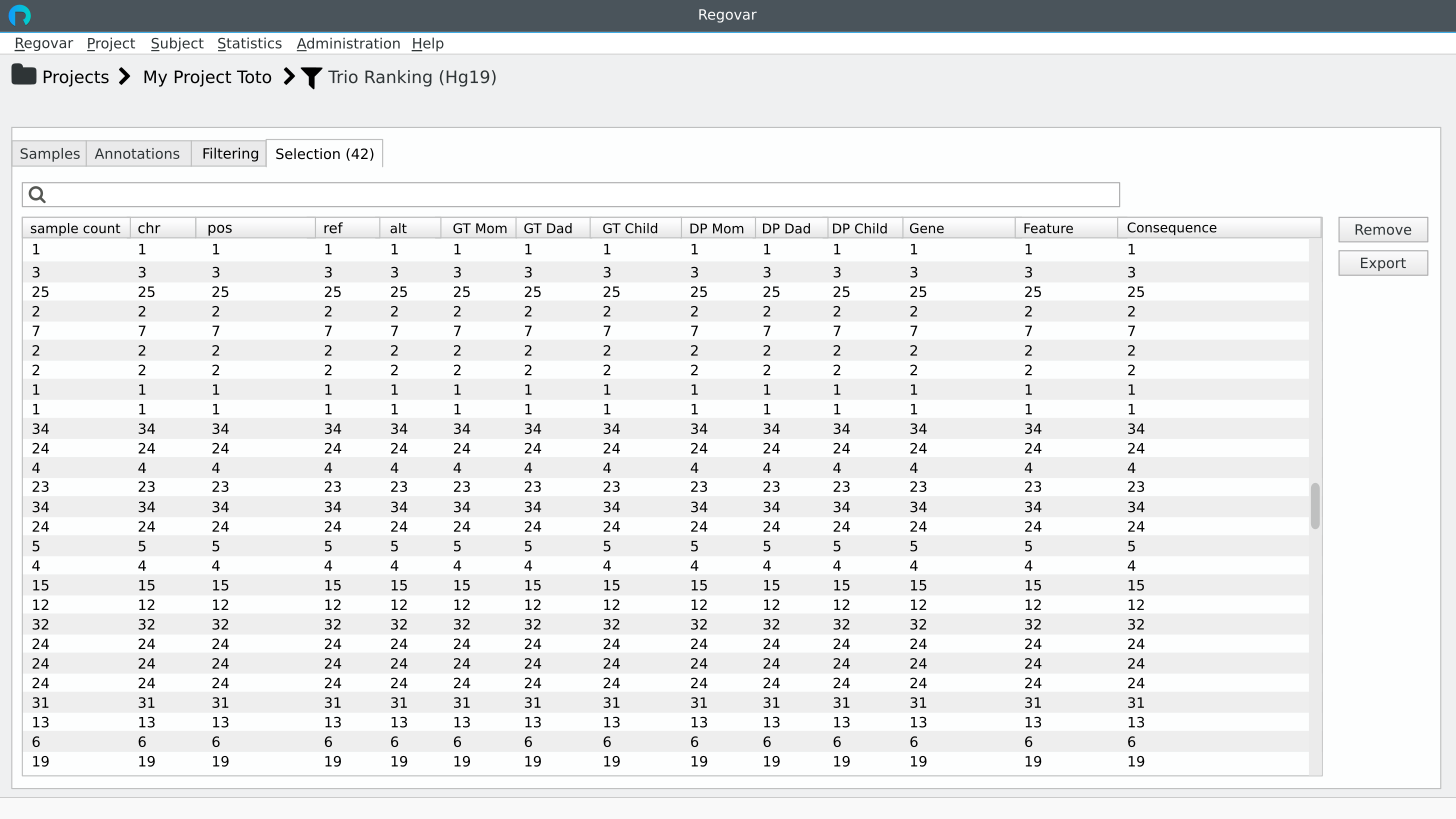 Regovar
Regovar Project Subject Statistics Administration Help
Projects My Project Toto Trio Ranking (Hg19)
Samples Annotations Filtering Selection (42)
sample count chr pos ref alt GT Mom GT Dad GT Child DP Mom DP Dad DP Child Gene Feature Consequence Remove
1 1 1 1 1 1 1 1 1 1 1 1 1 1
Export
3 3 3 3 3 3 3 3 3 3 3 3 3 3
25 25 25 25 25 25 25 25 25 25 25 25 25 25
2 2 2 2 2 2 2 2 2 2 2 2 2 2
7 7 7 7 7 7 7 7 7 7 7 7 7 7
2 2 2 2 2 2 2 2 2 2 2 2 2 2
2 2 2 2 2 2 2 2 2 2 2 2 2 2
1 1 1 1 1 1 1 1 1 1 1 1 1 1
1 1 1 1 1 1 1 1 1 1 1 1 1 1
34 34 34 34 34 34 34 34 34 34 34 34 34 34
24 24 24 24 24 24 24 24 24 24 24 24 24 24
4 4 4 4 4 4 4 4 4 4 4 4 4 4
23 23 23 23 23 23 23 23 23 23 23 23 23 23
34 34 34 34 34 34 34 34 34 34 34 34 34 34
24 24 24 24 24 24 24 24 24 24 24 24 24 24
5 5 5 5 5 5 5 5 5 5 5 5 5 5
4 4 4 4 4 4 4 4 4 4 4 4 4 4
15 15 15 15 15 15 15 15 15 15 15 15 15 15
12 12 12 12 12 12 12 12 12 12 12 12 12 12
32 32 32 32 32 32 32 32 32 32 32 32 32 32
24 24 24 24 24 24 24 24 24 24 24 24 24 24
24 24 24 24 24 24 24 24 24 24 24 24 24 24
24 24 24 24 24 24 24 24 24 24 24 24 24 24
31 31 31 31 31 31 31 31 31 31 31 31 31 31
13 13 13 13 13 13 13 13 13 13 13 13 13 13
6 6 6 6 6 6 6 6 6 6 6 6 6 6
19 19 19 19 19 19 19 19 19 19 19 19 19 19